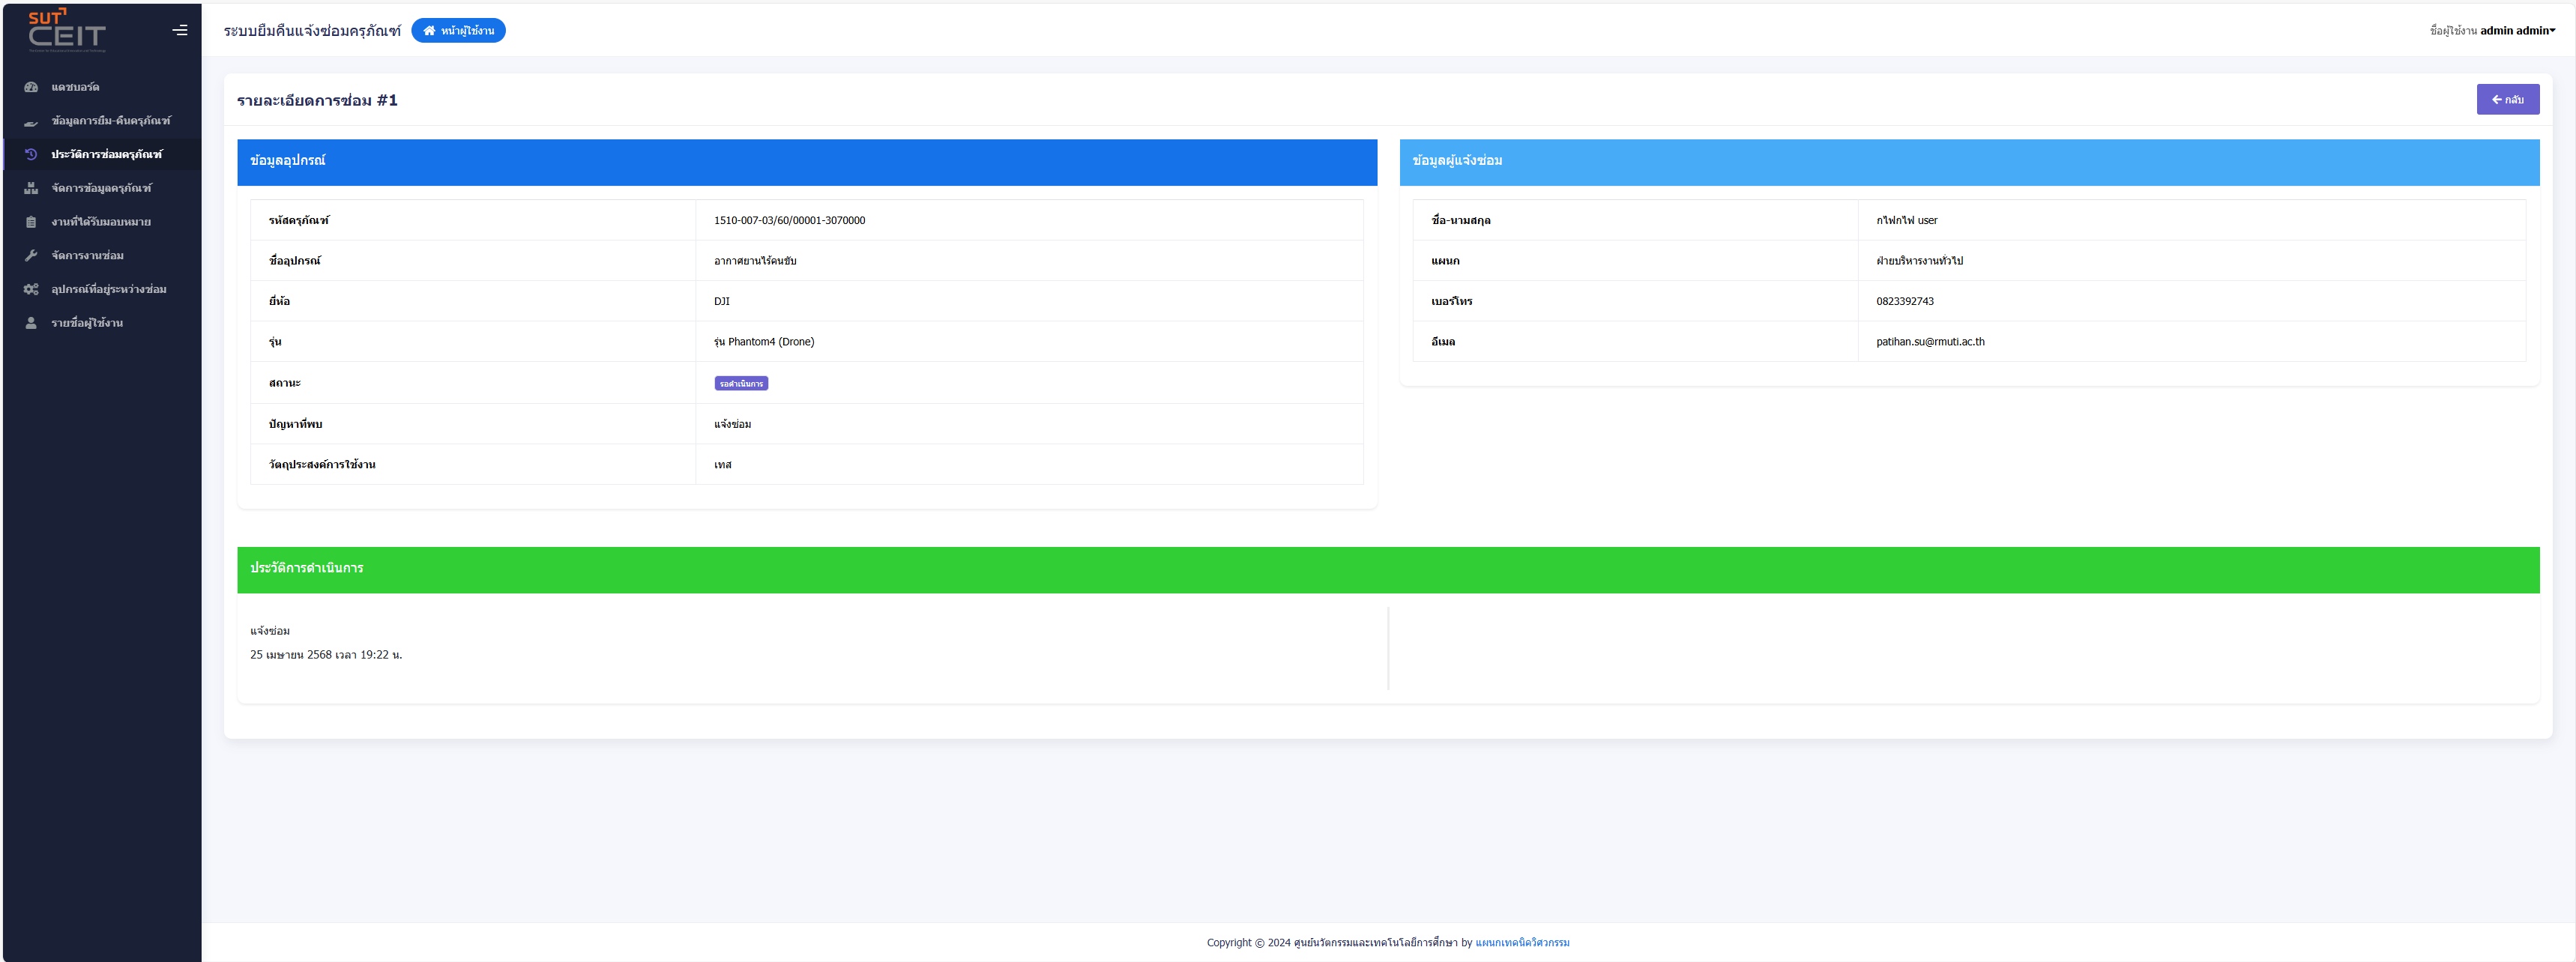 SUT
CEIT
ระบบยืมคืนแจ้งซ่อมครุภัณฑ์
หน้าผู้ใช้งาน
ชื่อผู้ใช้งาน admin admin
แดชบอร์ด
ข้อมูลการยืม-คืนครุภัณฑ์
ประวัติการซ่อมครุภัณฑ์
จัดการข้อมูลครุภัณฑ์
งานที่ได้รับมอบหมาย
จัดการงานซ่อม
อุปกรณ์ที่อยู่ระหว่างซ่อม
รายชื่อผู้ใช้งาน
รายละเอียดการซ่อม #1
กลับ
ข้อมูลอุปกรณ์
รหัสครุภัณฑ์ 1510-007-03/60/00001-3070000
ชื่ออุปกรณ์ อากาศยานไร้คนขับ
ยี่ห้อ DJI
รุ่น รุ่น Phantom4 (Drone)
สถานะ รอดำเนินการ
ปัญหาที่พบ แจ้งซ่อม
วัตถุประสงค์การใช้งาน เทส
ข้อมูลผู้แจ้งซ่อม
ชื่อ-นามสกุล กไฟกไฟ user
แผนก ฝ่ายบริหารงานทั่วไป
เบอร์โทร 0823392743
อีเมล patihan.su@rmuti.ac.th
ประวัติการดำเนินการ
แจ้งซ่อม
25 เมษายน 2568 เวลา 19:22 น.
Copyright © 2024 ศูนย์นวัตกรรมและเทคโนโลยีการศึกษา by แผนกเทคนิควิศวกรรม